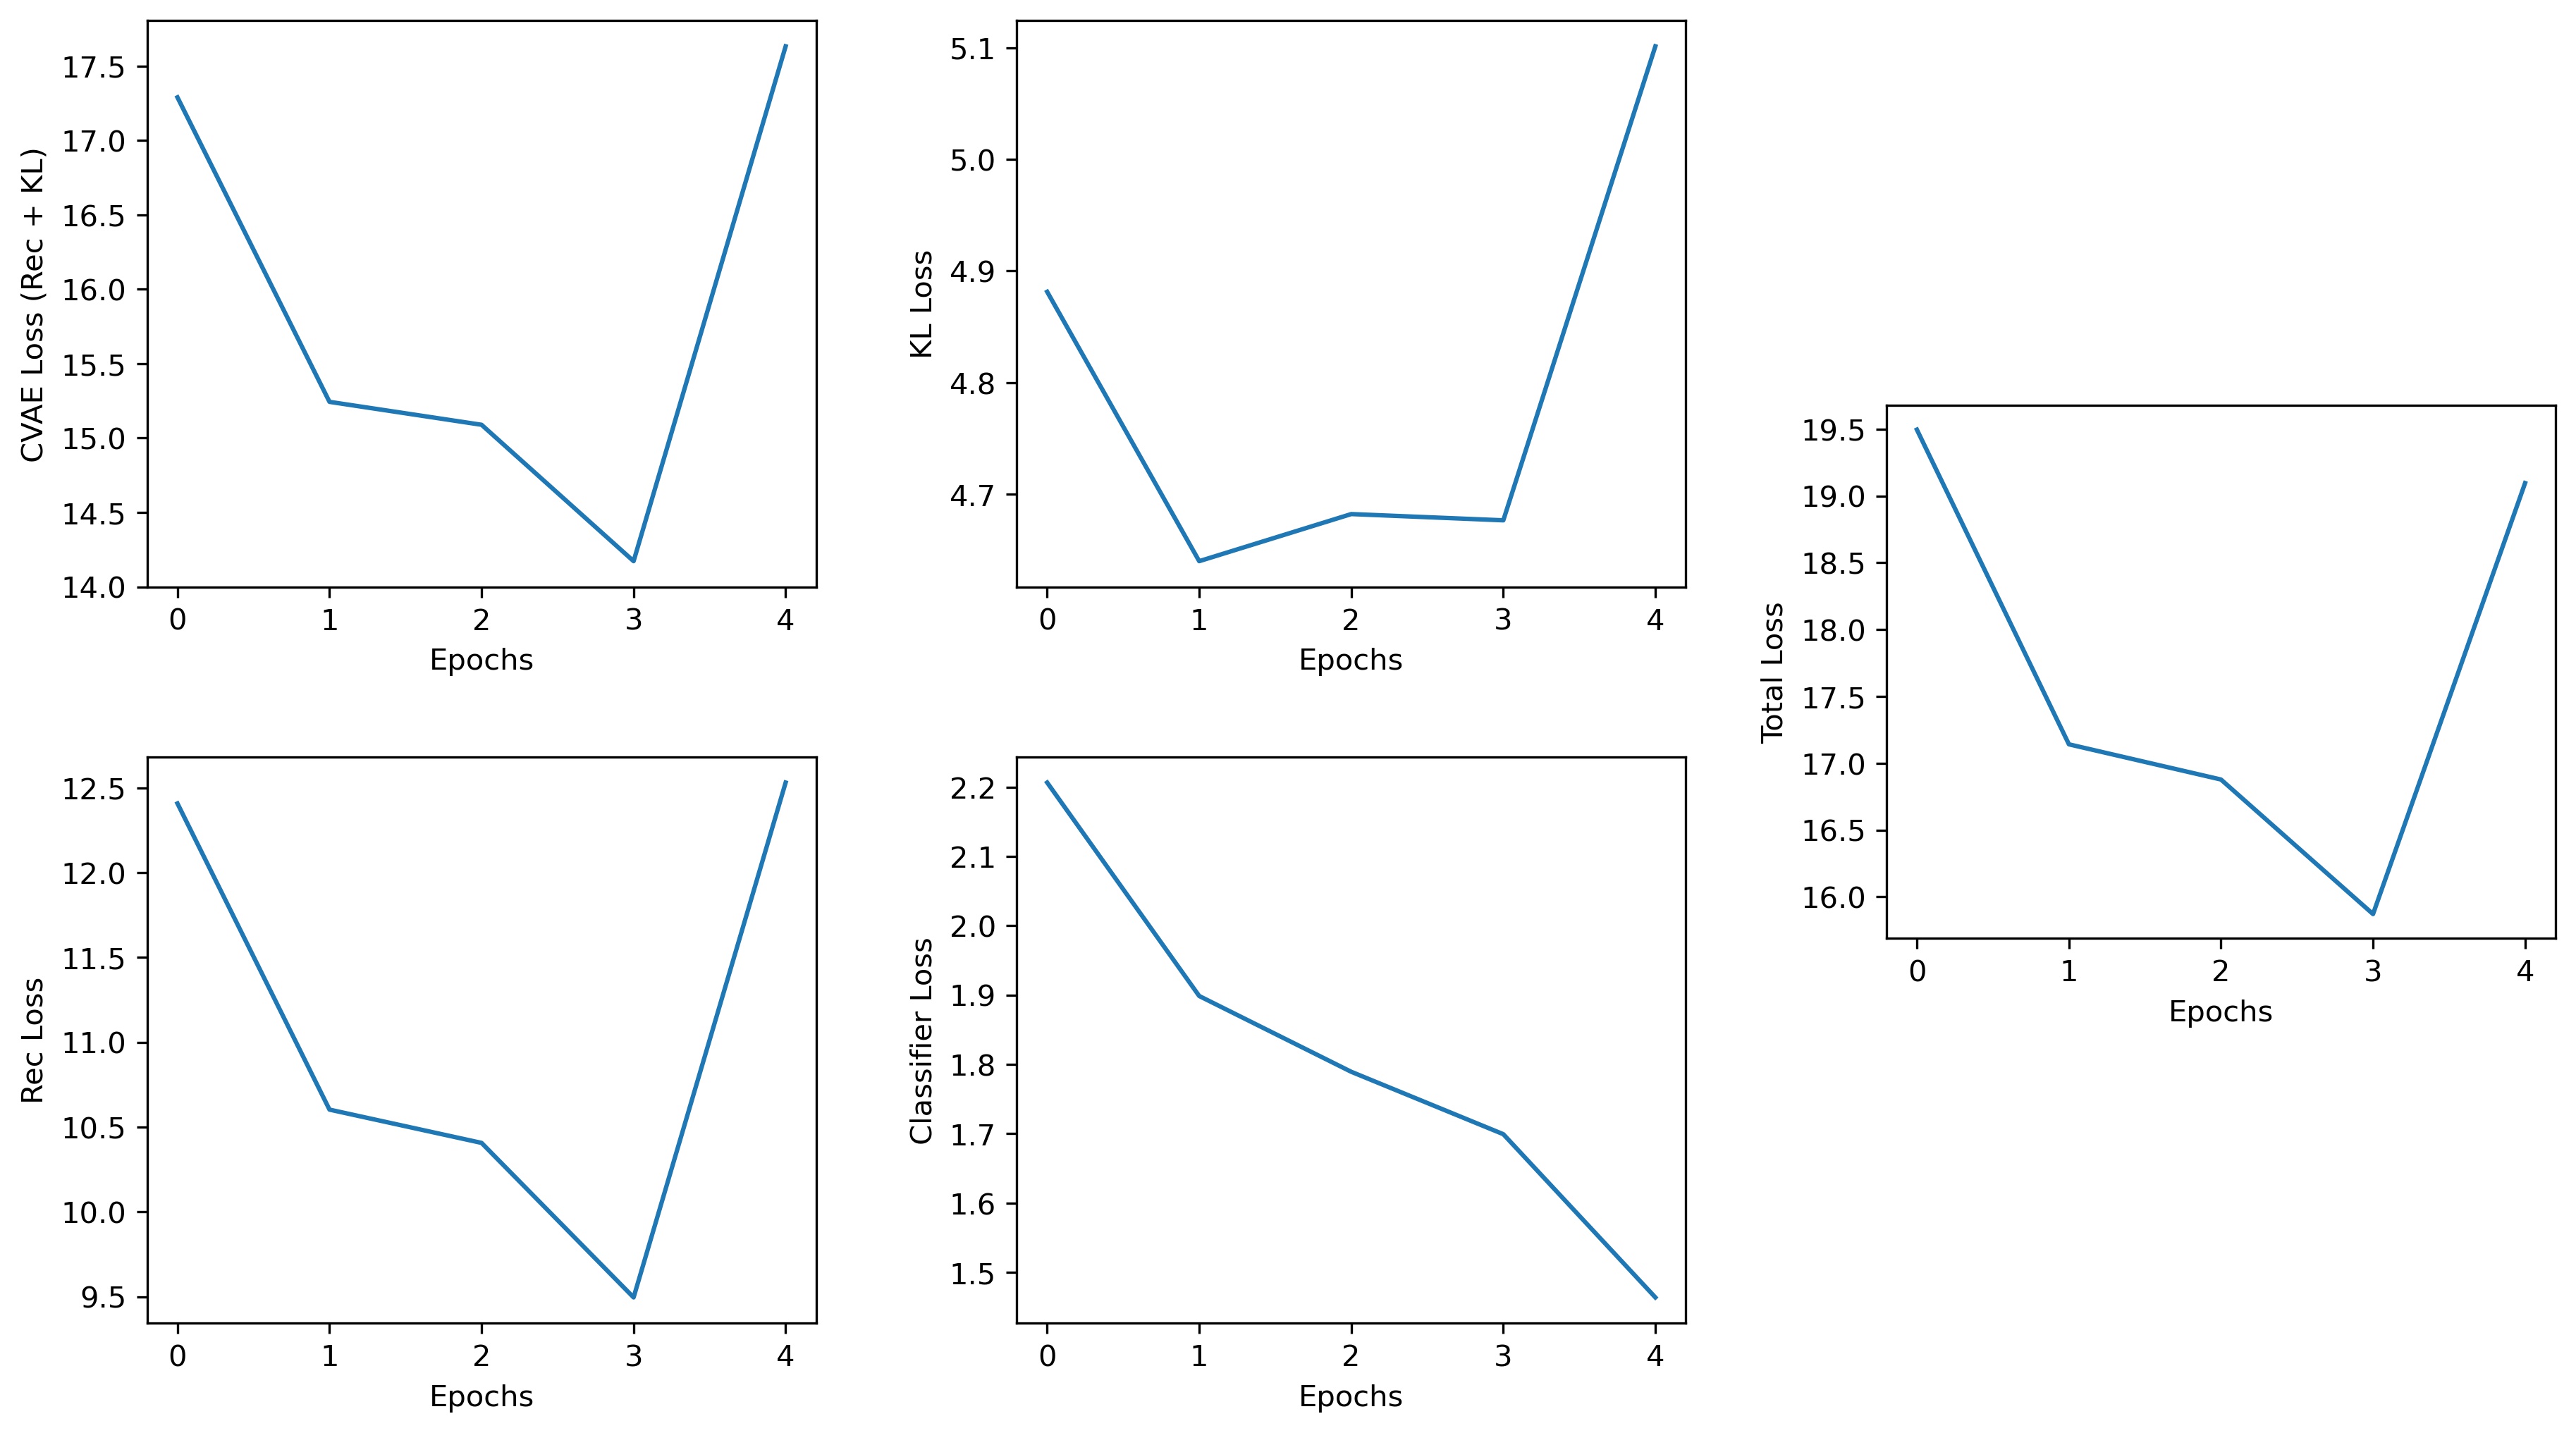 CVAE Loss (Rec + KL)
17.5
17.0
16.5
16.0
15.5
15.0
14.5
14.0
0 1 2 3 4
Epochs
KL Loss
5.1
5.0
4.9
4.8
4.7
0 1 2 3 4
Epochs
Rec Loss
12.5
12.0
11.5
11.0
10.5
10.0
9.5
0 1 2 3 4
Epochs
Classifier Loss
2.2
2.1
2.0
1.9
1.8
1.7
1.6
1.5
0 1 2 3 4
Epochs
Total Loss
19.5
19.0
18.5
18.0
17.5
17.0
16.5
16.0
0 1 2 3 4
Epochs